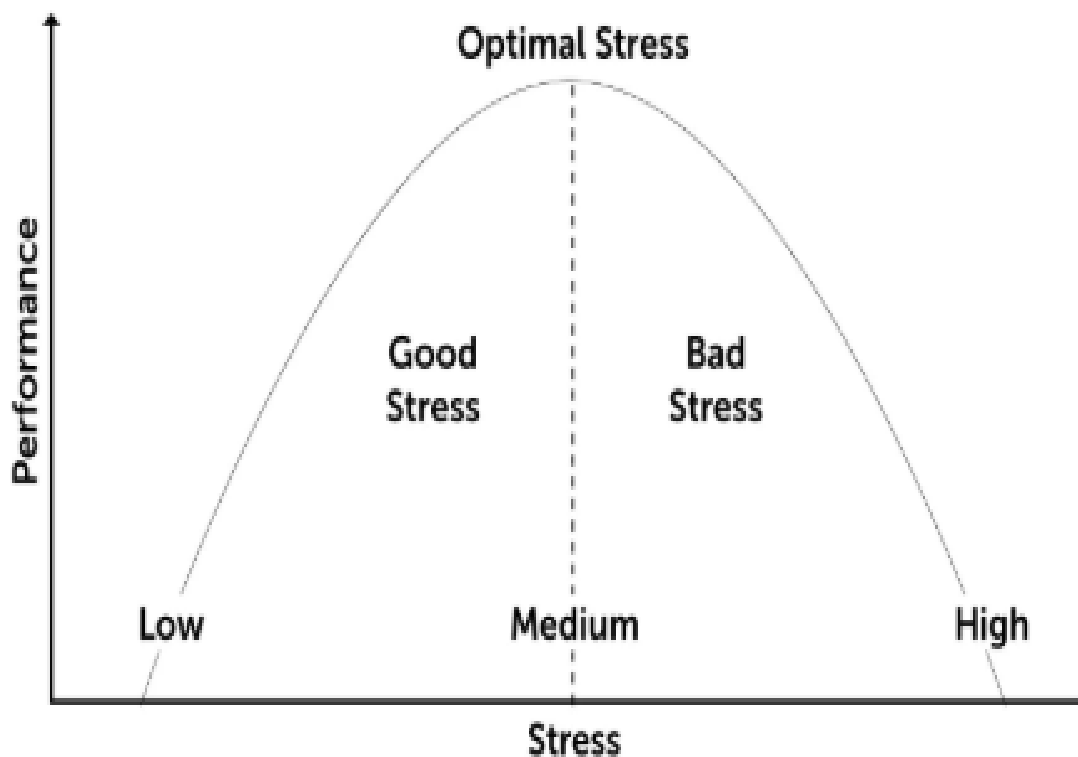 Optimal Stress
Performance
Good
Stress
Bad
Stress
Low
Medium
High
Stress